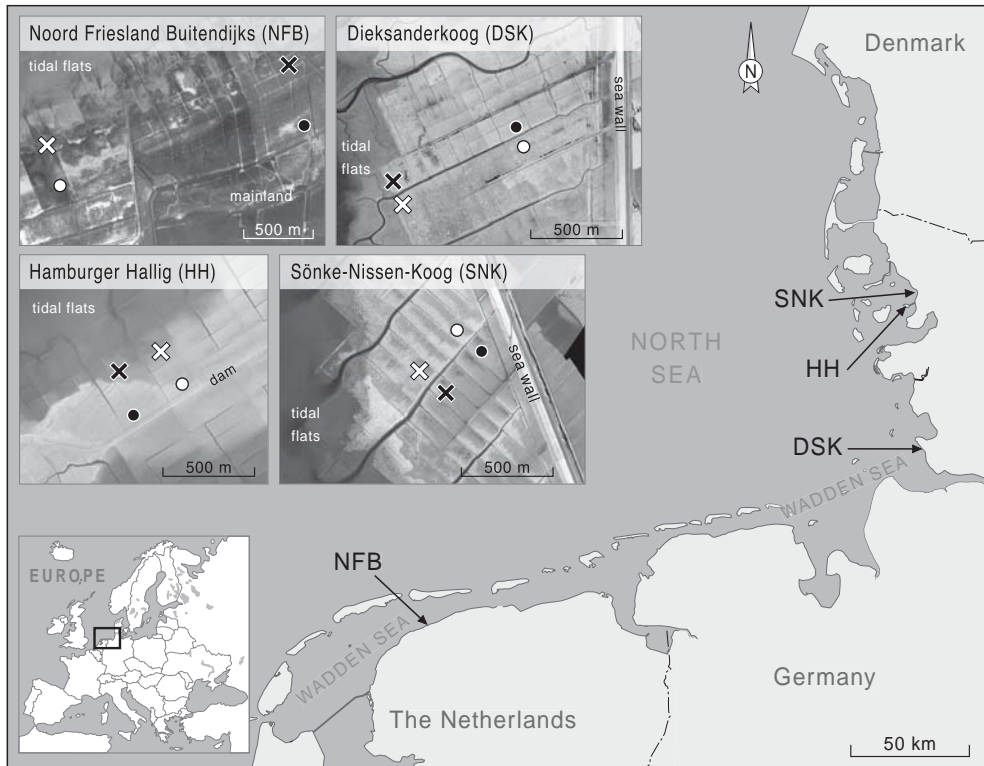 Noord Friesland Buitendijks (NFB)
tidal flats
mainland
500 m
Dieksanderkoog (DSK)
sea wall
tidal
flats
500 m
Hamburger Hallig (HH)
tidal flats
dam
500 m
Sönke-Nissen-Koog (SNK)
sea wall
tidal
flats
500 m
N
Denmark
NORTH
SEA
SNK
HH
DSK
WADDEN SEA
NFB
WADDEN SEA
Germany
The Netherlands
50 km
EUROPE